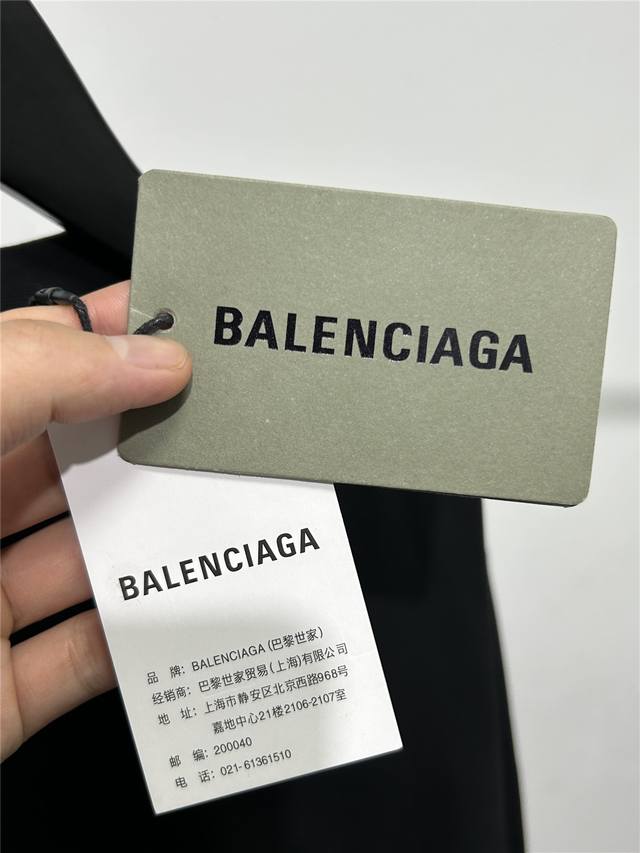 BALENCIAGA
BALENCIAGA
品 牌：BALENCIAGA (巴黎世家)
经销商：巴黎世家贸易(上海)有限公司
地 址：上海市静安区北京西路968号
嘉地中心21楼2106-2107室
邮 编：200040
电 话：021-61361510